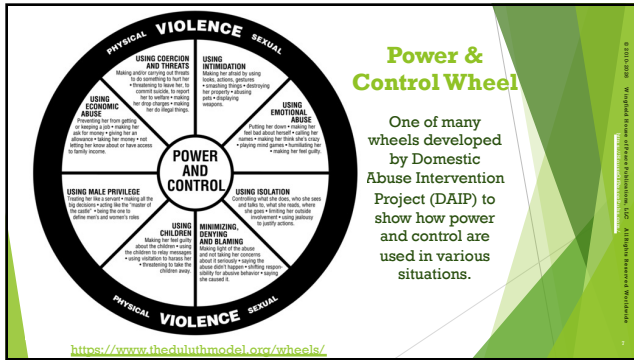 PHYSICAL VIOLENCE SEXUAL
USING COERCION
AND THREATS
Making and/or carrying out threats
to do something to hurt her
• threatening to leave her, to
commit suicide, to report
her to welfare • making
her drop charges • making
her do illegal things.
USING
INTIMIDATION
Making her afraid by using
looks, actions, gestures
• smashing things • destroying
her property • abusing
pets • displaying
weapons.
USING
EMOTIONAL
ABUSE
Putting her down • making her
feel bad about herself • calling her
names • making her think she's crazy
• playing mind games • humiliating her
• making her feel guilty.
USING ISOLATION
Controlling what she does, who she sees
and talks to, what she reads, where
she goes • limiting her outside
involvement • using jealousy
to justify actions.
MINIMIZING,
DENYING
AND BLAMING
Making light of the abuse
and not taking her concerns
about it seriously • saying the
abuse didn't happen • shifting respon-
sibility for abusive behavior • saying
she caused it.
USING
CHILDREN
Making her feel guilty
about the children • using
the children to relay messages
• using visitation to harass her
• threatening to take the
children away.
USING MALE PRIVILEGE
Treating her like a servant • making all the
big decisions • acting like the "master of
the castle" • being the one to
define men's and women's roles
USING
ECONOMIC
ABUSE
Preventing her from getting
or keeping a job • making her
ask for money • giving her an
allowance • taking her money • not
letting her know about or have access
to family income.
POWER
AND
CONTROL
PHYSICAL VIOLENCE SEXUAL
https://www.theduluthmodel.org/wheels/
Power &
Control Wheel
One of many
wheels developed
by Domestic
Abuse Intervention
Project (DAIP) to
show how power
and control are
used in various
situations.
Wingfield House of Peace Publications, LLC All Rights Reserved Worldwide